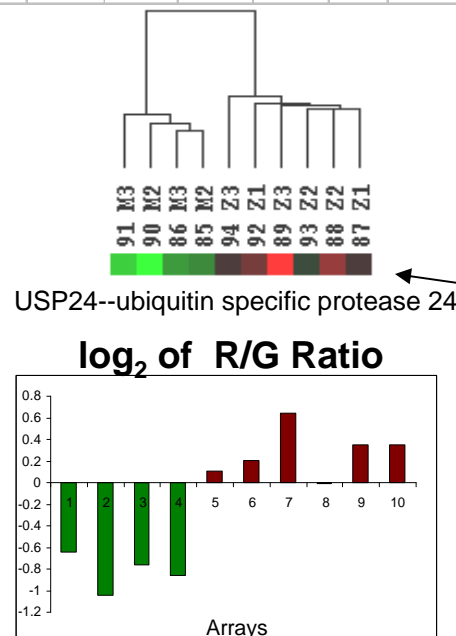 91 M3
90 M2
86 M3
85 M2
94 Z3
92 Z1
89 Z3
93 Z2
88 Z2
87 Z1
USP24--ubiquitin specific protease 24
log2 of R/G Ratio
0.8
0.6
0.4
0.2
0
-0.2
-0.4
-0.6
-0.8
-1
-1.2
1 2 3 4 5 6 7 8 9 10
Arrays